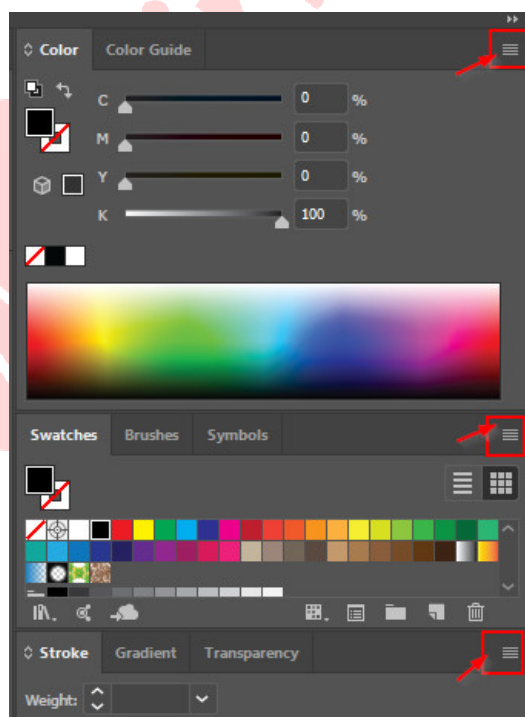 Color Color Guide
C 0 %
M 0 %
Y 0 %
K 100 %
Swatches Brushes Symbols
Stroke Gradient Transparency
Weight: